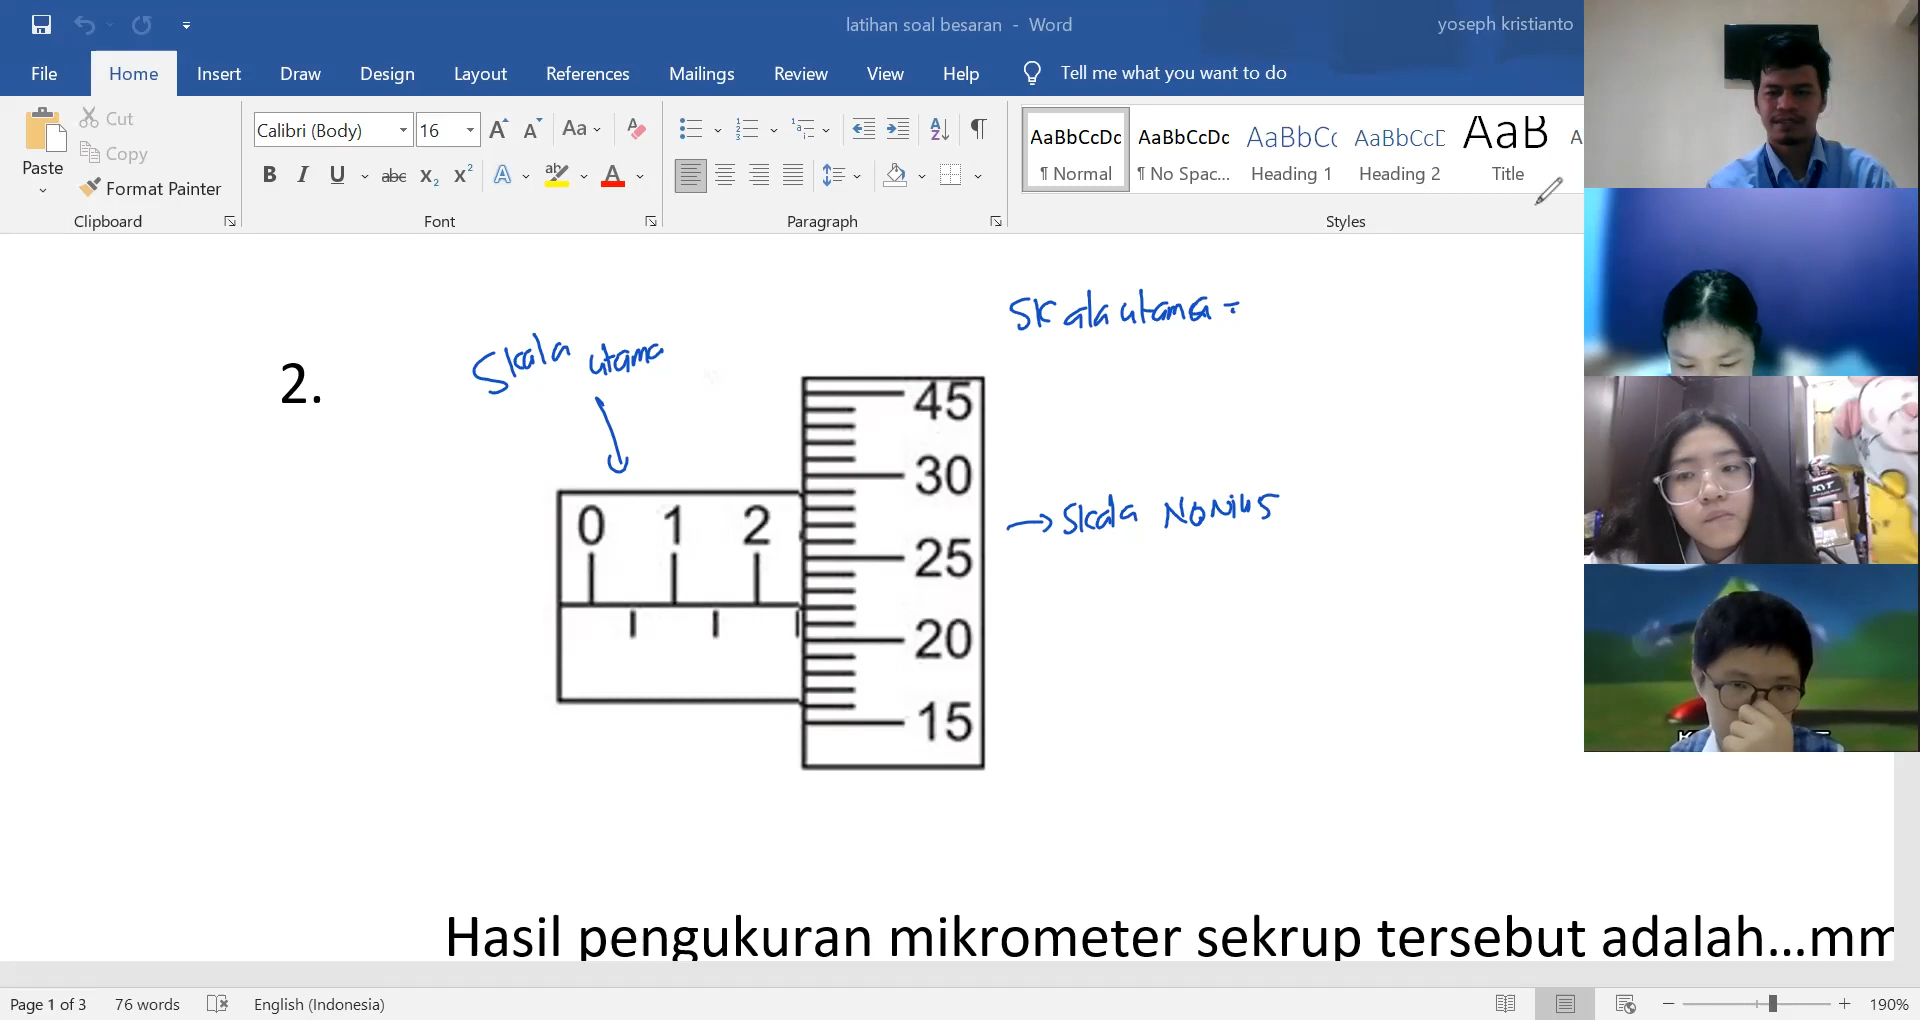 latihan soal besaran - Word
yoseph kristianto
File Home Insert Draw Design Layout References Mailings Review View Help Tell me what you want to do
Paste
Cut
Copy
Format Painter
Clipboard
Calibri (Body) 16
Font
Paragraph
AaBbCcDc AaBbCcDc AaBbCc AaBbCcD AaB
¶ Normal ¶ No Spac... Heading 1 Heading 2 Title
Styles
Skala utama =
Skala utama
2.
45
30
25
20
15
0 1 2
Skala Nonius
Hasil pengukuran mikrometer sekrup tersebut adalah...mm
Page 1 of 3 76 words English (Indonesia) 190%